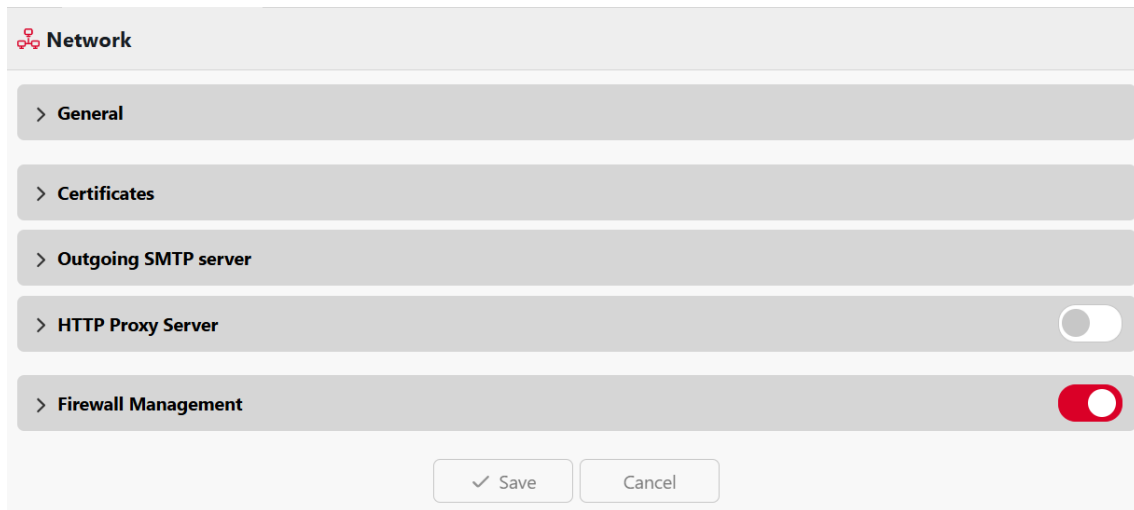 Network
General
Certificates
Outgoing SMTP server
HTTP Proxy Server
Firewall Management
Save
Cancel